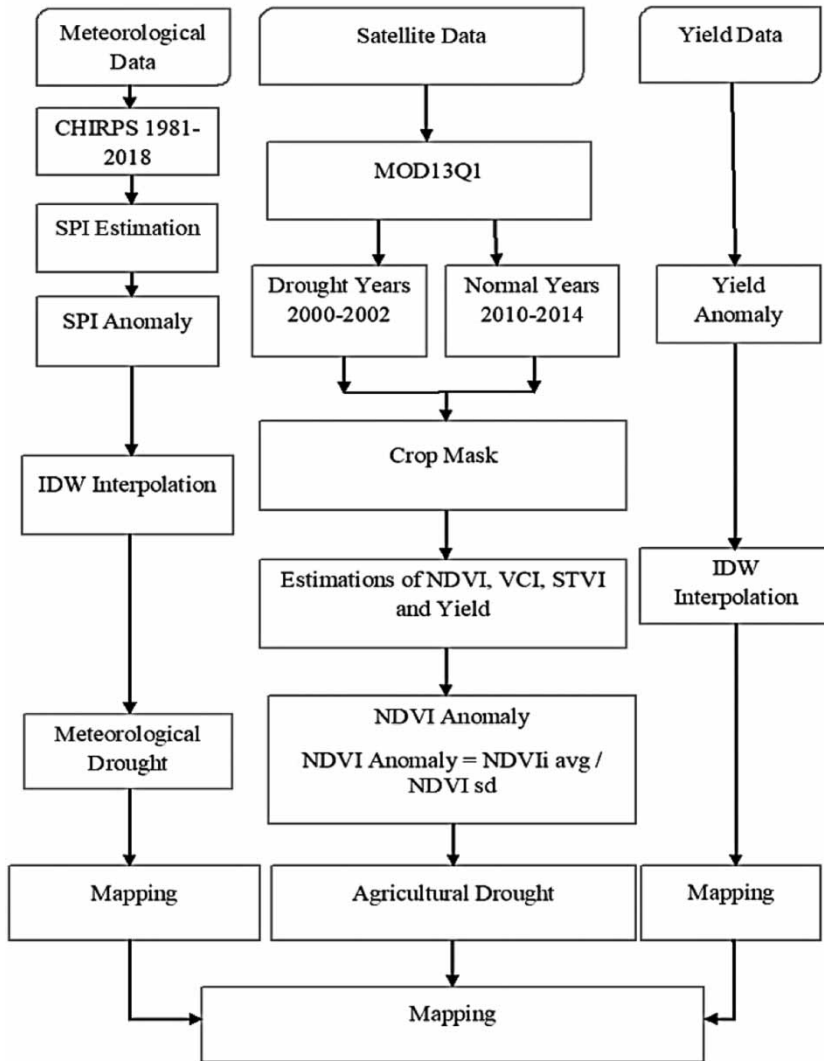 Meteorological
Data
CHIRPS 1981-
2018
SPI Estimation
SPI Anomaly
IDW Interpolation
Meteorological
Drought
Mapping
Satellite Data
MOD13Q1
Drought Years
2000-2002
Normal Years
2010-2014
Crop Mask
Estimations of NDVI, VCI, STVI
and Yield
NDVI Anomaly
NDVI Anomaly = NDVIi avg /
NDVI sd
Agricultural Drought
Yield Data
Yield
Anomaly
IDW
Interpolation
Mapping
Mapping